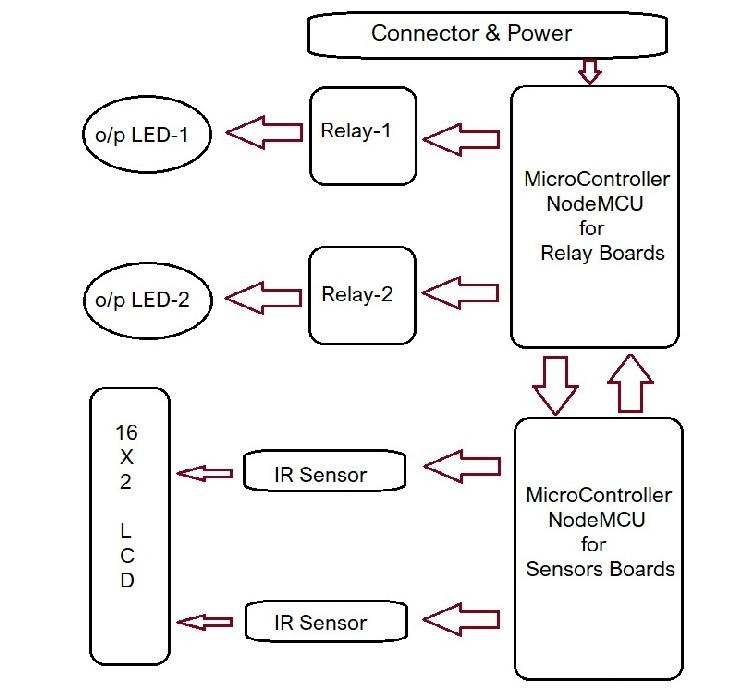 Connector & Power
o/p LED-1
Relay-1
MicroController
NodeMCU
for
Relay Boards
o/p LED-2
Relay-2
16
X
2
L
C
D
IR Sensor
IR Sensor
MicroController
NodeMCU
for
Sensors Boards